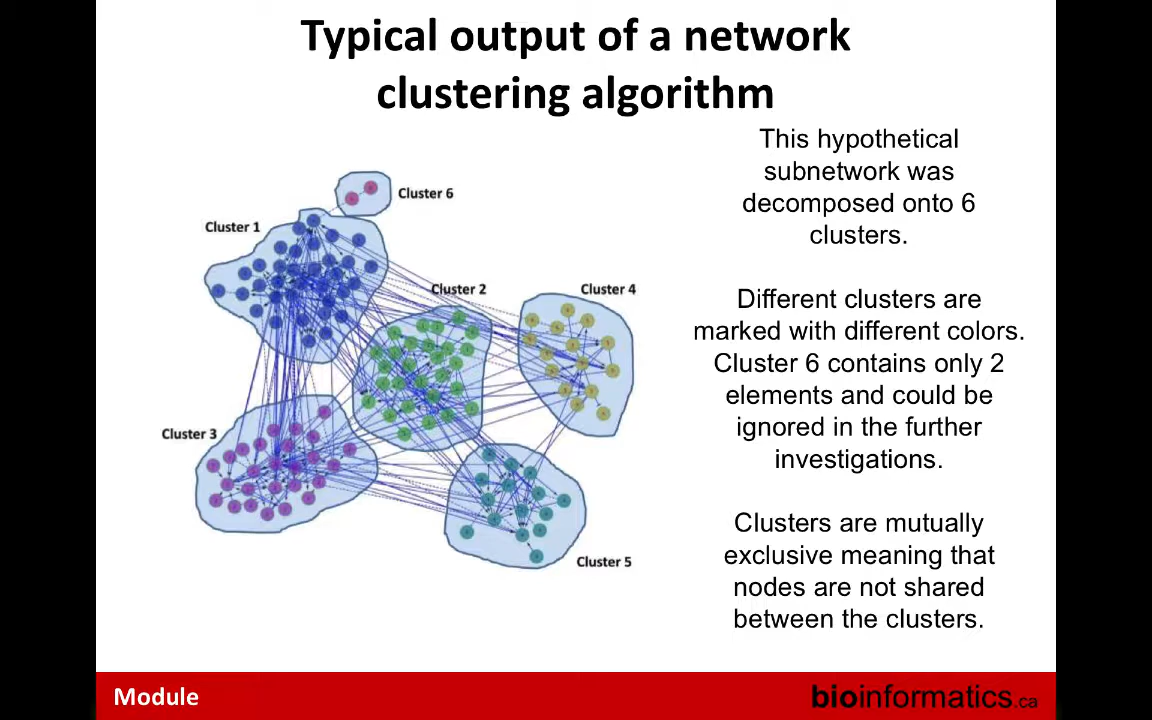 Typical output of a network
clustering algorithm
This hypothetical
subnetwork was
decomposed onto 6
clusters.
Different clusters are
marked with different colors.
Cluster 6 contains only 2
elements and could be
ignored in the further
investigations.
Clusters are mutually
exclusive meaning that
nodes are not shared
between the clusters.
Cluster 6
Cluster 1
Cluster 2
Cluster 4
Cluster 3
Cluster 5
Module
bioinformatics.ca